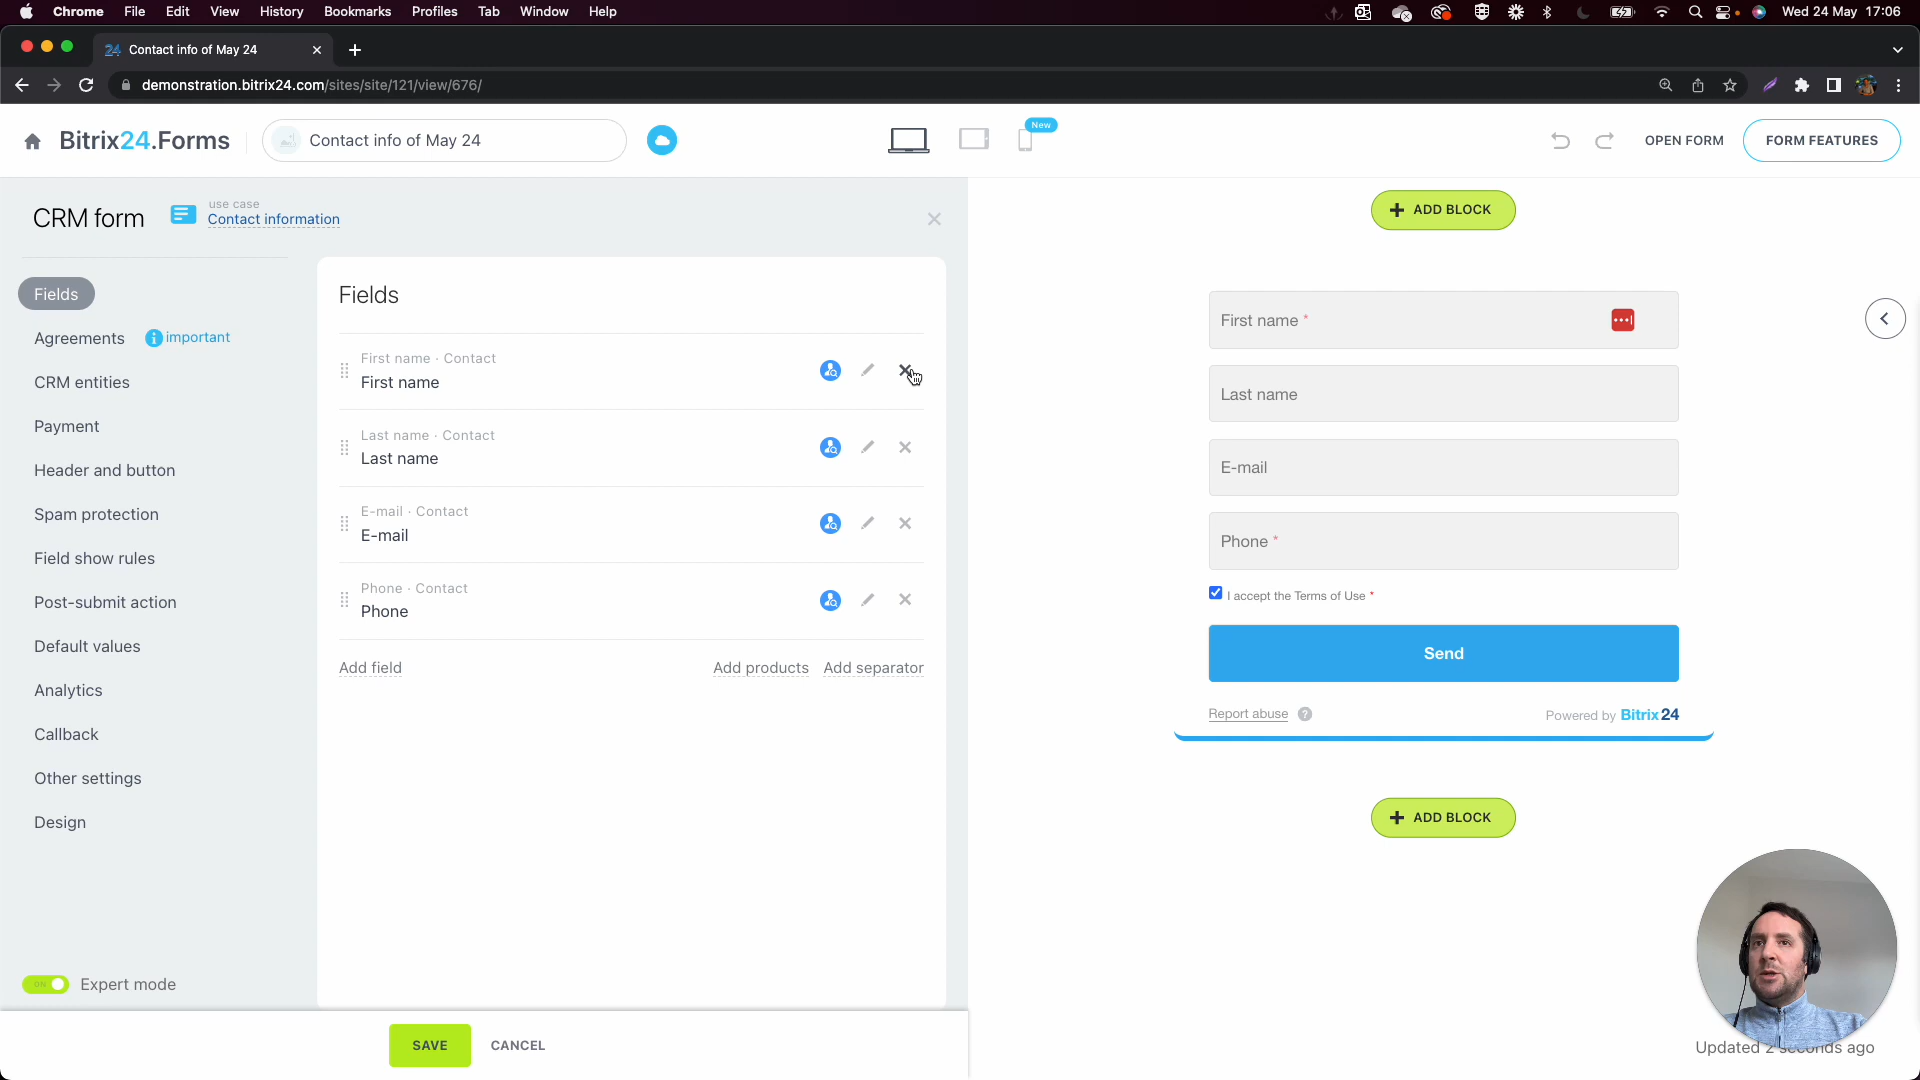 Chrome File Edit View History Bookmarks Profiles Tab Window Help Wed 24 May 17:06
24 Contact info of May 24
demonstration.bitrix24.com/sites/site/121/view/676/
Bitrix24.Forms Contact info of May 24 New OPEN FORM FORM FEATURES
CRM form use case
Contact information
Fields
Agreements important
CRM entities
Payment
Header and button
Spam protection
Field show rules
Post-submit action
Default values
Analytics
Callback
Other settings
Design
ON Expert mode
Fields
First name · Contact
First name
Last name · Contact
Last name
E-mail · Contact
E-mail
Phone · Contact
Phone
Add field Add products Add separator
SAVE CANCEL
+ ADD BLOCK
First name *
Last name
E-mail
Phone *
I accept the Terms of Use *
Send
Report abuse ? Powered by Bitrix24
+ ADD BLOCK
Updated 2 seconds ago